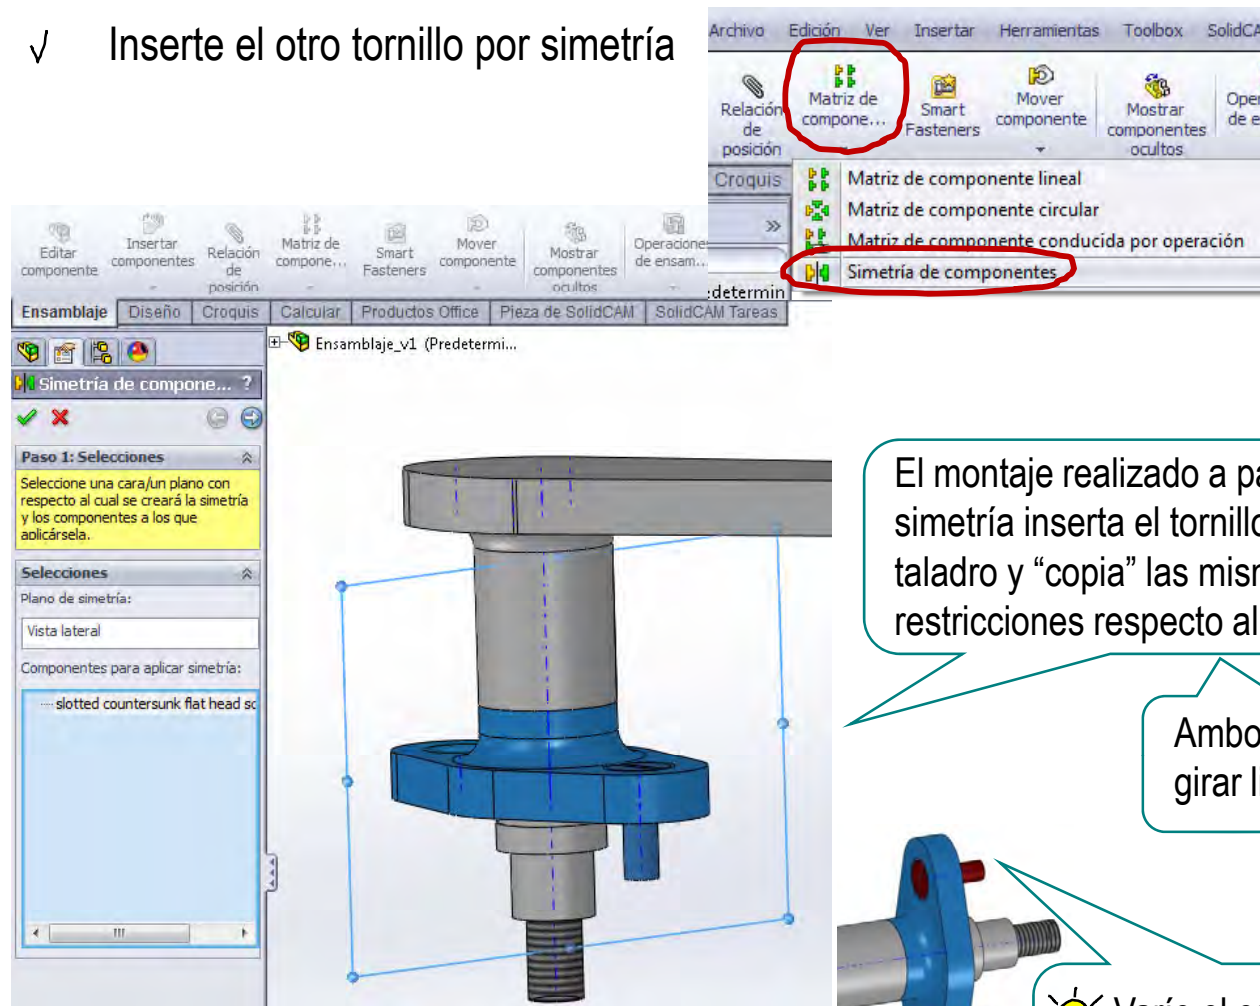 √ Inserte el otro tornillo por simetría
Archivo Edición Ver Insertar Herramientas Toolbox SolidCA
Relación de posición
Matriz de compone...
Smart Fasteners
Mover componente
Mostrar componentes ocultos
Oper
de e
Croquis
Matriz de componente lineal
Matriz de componente circular
Matriz de componente conducida por operación
Simetría de componentes
determin
Editar componente
Insertar componentes
Relación de posición
Matriz de compone...
Smart Fasteners
Mover componente
Mostrar componentes ocultos
Operaciones de ensam...
Ensamblaje Diseño Croquis Calcular Productos Office Pieza de SolidCAM SolidCAM Tareas
Ensamblaje_v1 (Predetermi...
Simetría de compone... ?
Paso 1: Selecciones
Seleccione una cara/un plano con
respecto al cual se creará la simetría
y los componentes a los que
aplicársela.
Selecciones
Plano de simetría:
Vista lateral
Componentes para aplicar simetría:
slotted countersunk flat head sc
El montaje realizado a pa
simetría inserta el tornillo
taladro y “copia” las mism
restricciones respecto al
Ambo
girar l